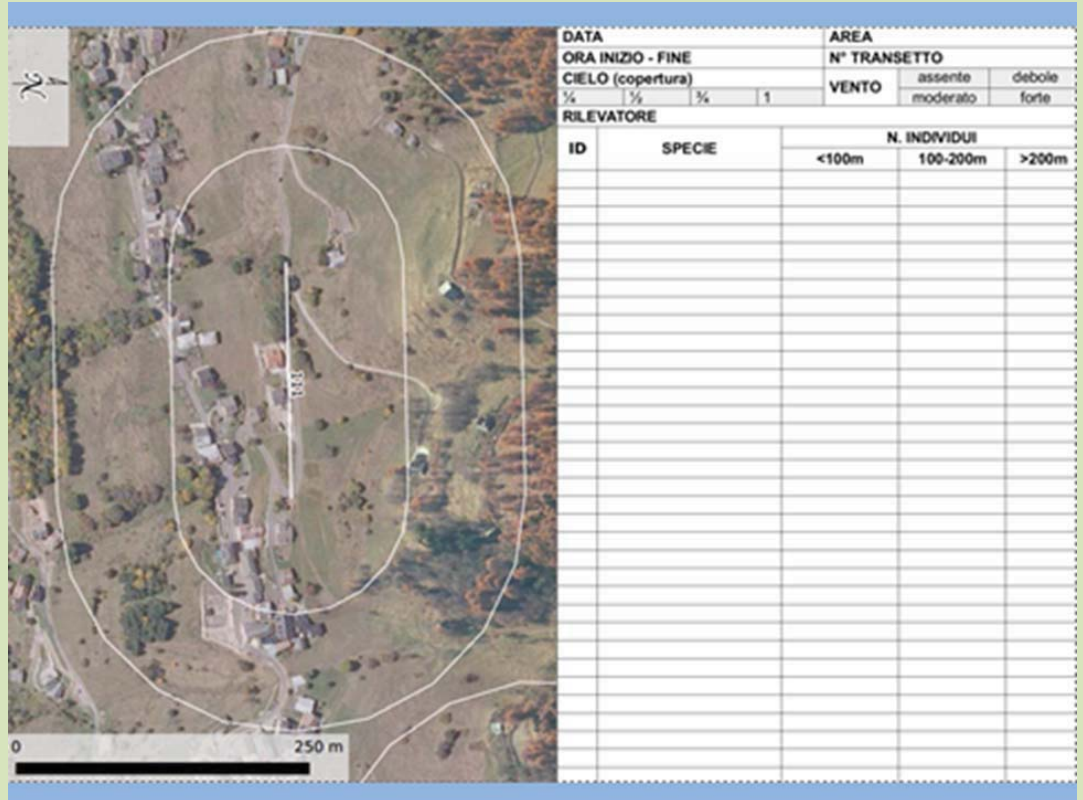 N
111
0 250 m
DATA AREA
ORA INIZIO - FINE N° TRANSETTO
CIELO (copertura) VENTO assente debole
¼ ½ ¾ 1 moderato forte
RILEVATORE
ID SPECIE N. INDIVIDUI
<100m 100-200m >200m